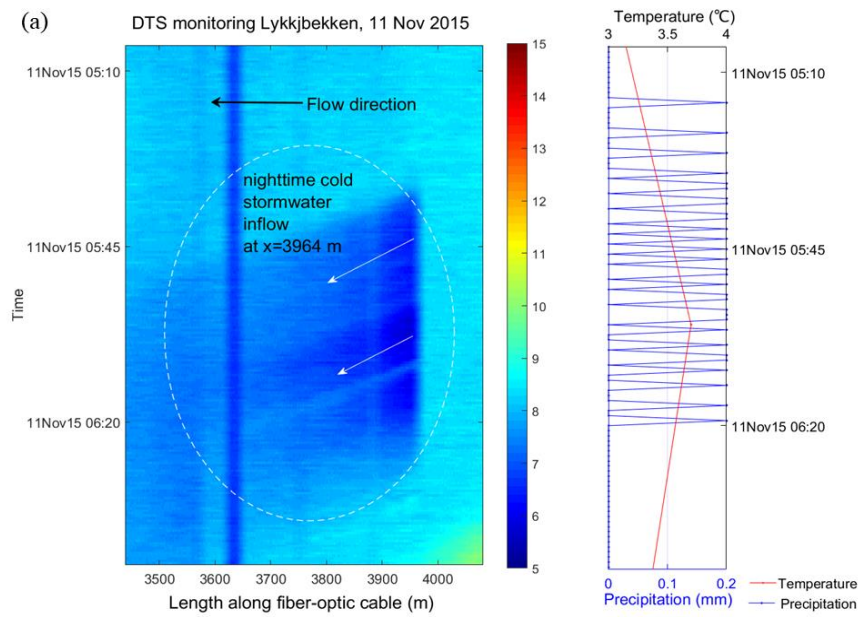 (a)
DTS monitoring Lykkjbekken, 11 Nov 2015
11Nov15 05:10
11Nov15 05:45
11Nov15 06:20
Time
Flow direction
nighttime cold
stormwater
inflow
at x=3964 m
3500 3600 3700 3800 3900 4000
Length along fiber-optic cable (m)
15
14
13
12
11
10
9
8
7
6
5
Temperature (℃)
3 3.5 4
11Nov15 05:10
11Nov15 05:45
11Nov15 06:20
0 0.1 0.2
Precipitation (mm)
Temperature
Precipitation